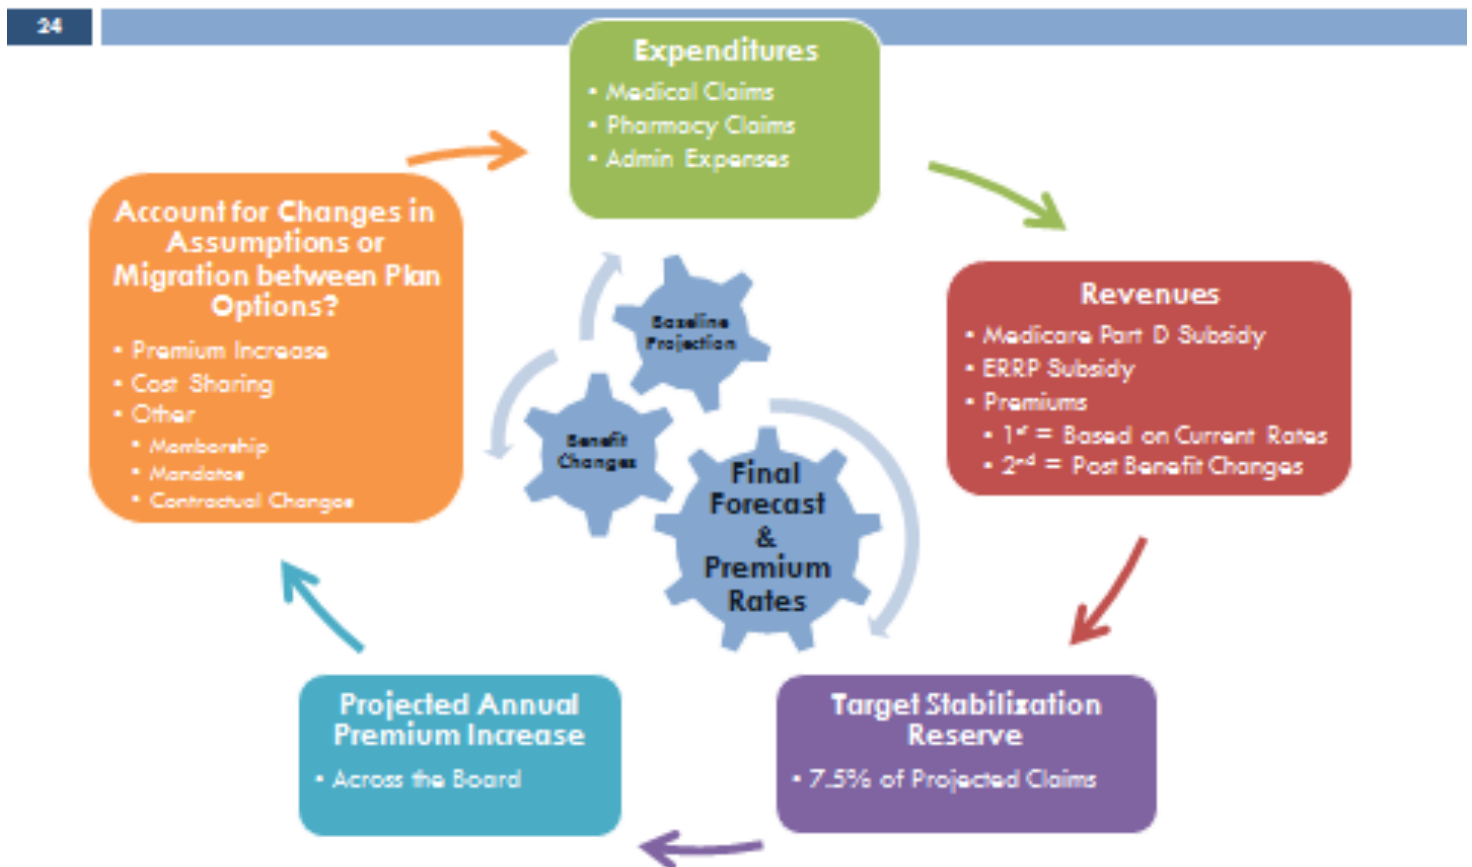 24
Expenditures
• Medical Claims
• Pharmacy Claims
• Admin Expenses
Account for Changes in
Assumptions or
Migration between Plan
Options?
• Premium Increase
• Cost Sharing
• Other
• Membership
• Mandates
• Contractual Changes
Revenues
• Medicare Part D Subsidy
• ERRP Subsidy
• Premiums
• 1st = Based on Current Rates
• 2nd = Post Benefit Changes
Baseline
Projection
Benefit
Changes
Final
Forecast
&
Premium
Rates
Projected Annual
Premium Increase
• Across the Board
Target Stabilization
Reserve
• 7.5% of Projected Claims